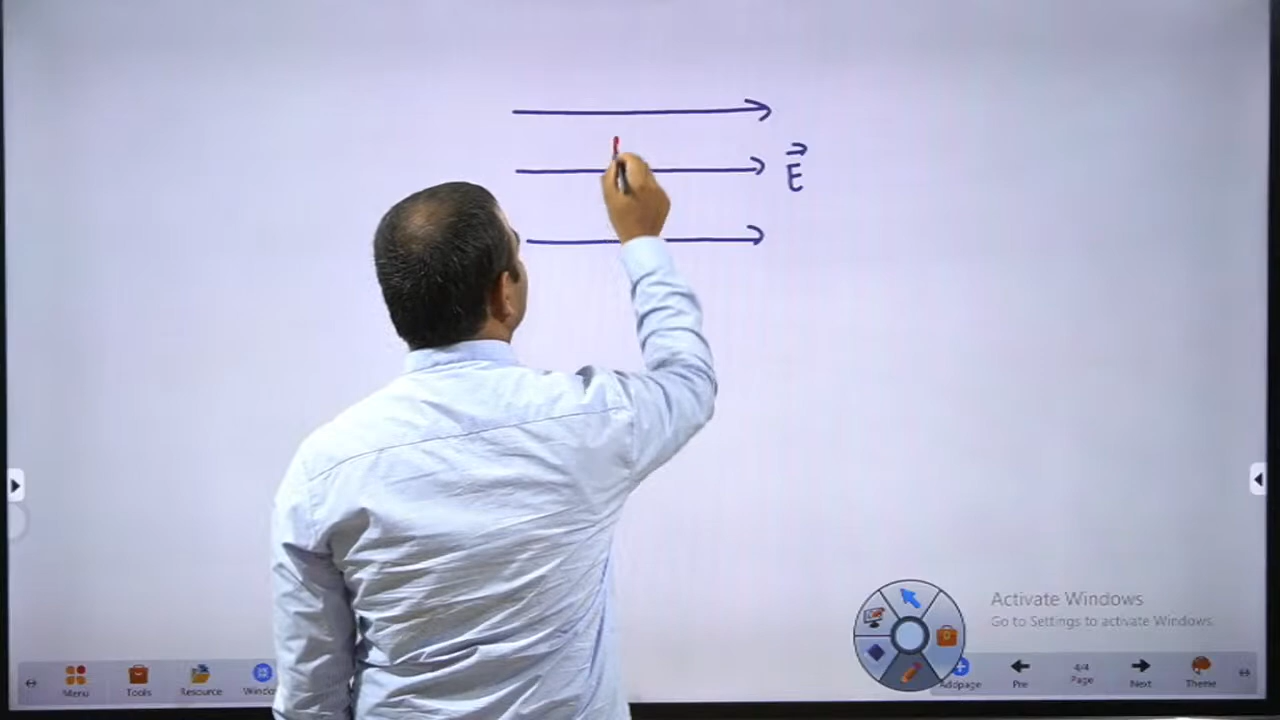 E
Activate Windows
Go to Settings to activate Windows.
Menu
Tools
Resource
Addpage
Pre
4/4
Page
Next
Theme